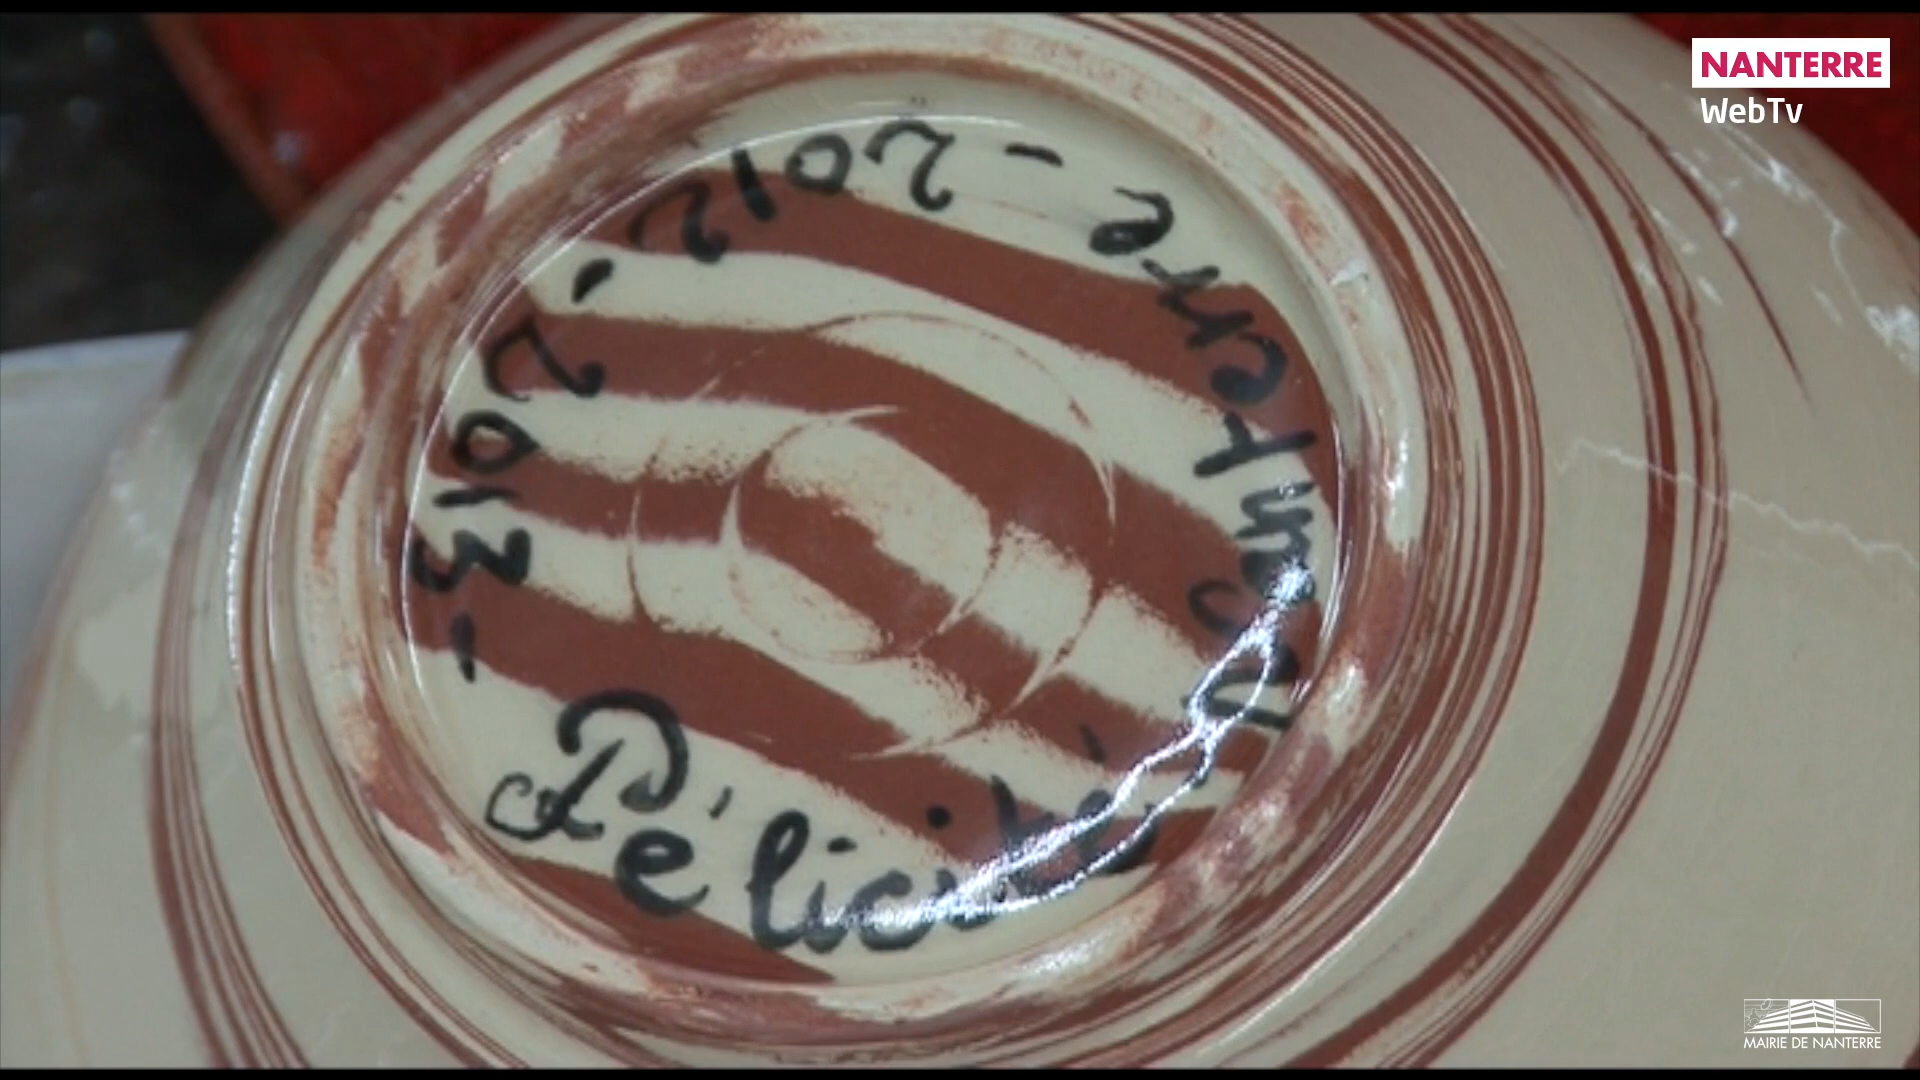 NANTERRE
WebTv
Félicité
Nanterre - 2012 - 2013 -
MAIRIE DE NANTERRE